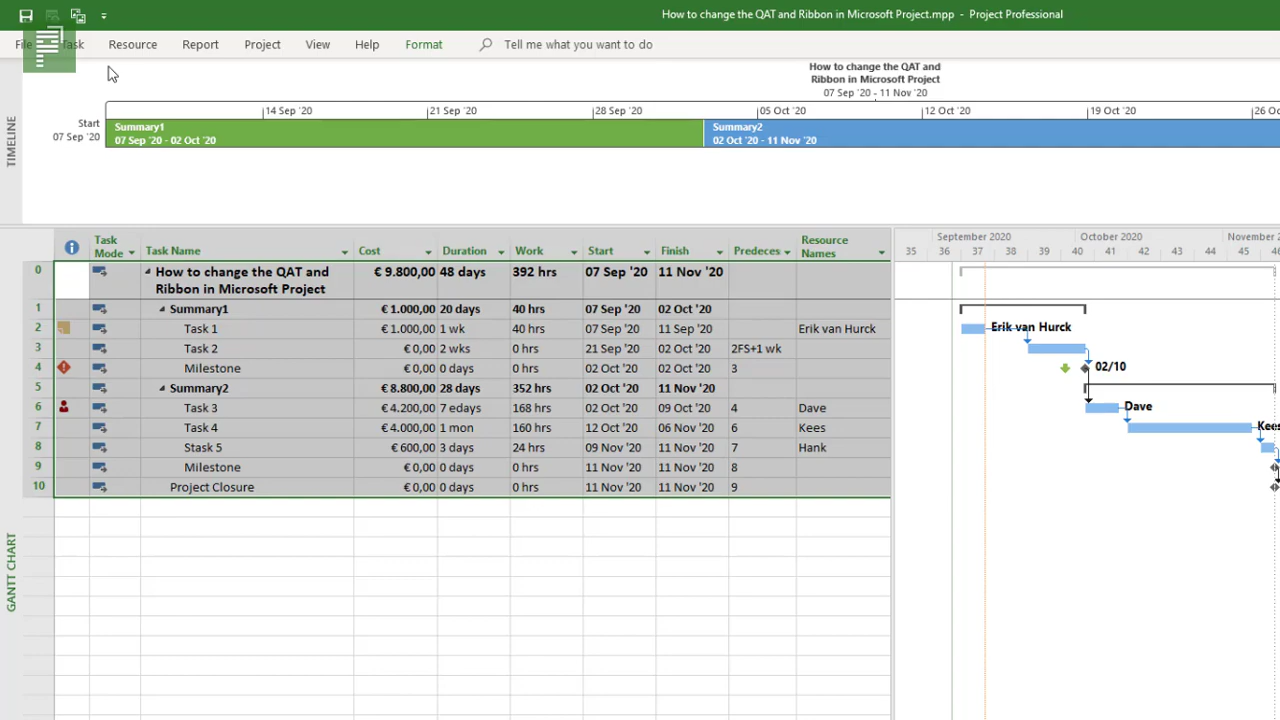 How to change the QAT and Ribbon in Microsoft Project.mpp - Project Professional
File Task Resource Report Project View Help Format Tell me what you want to do
How to change the QAT and
Ribbon in Microsoft Project
07 Sep '20 - 11 Nov '20
14 Sep '20 21 Sep '20 28 Sep '20 05 Oct '20 12 Oct '20 19 Oct '20 26 Oc
TIMELINE
Start
07 Sep '20
Summary1
07 Sep '20 - 02 Oct '20
Summary2
02 Oct '20 - 11 Nov '20
Task
Mode Task Name Cost Duration Work Start Finish Predeces Resource
Names
September 2020 October 2020 November 2
35 36 37 38 39 40 41 42 43 44 45 46
0 How to change the QAT and
Ribbon in Microsoft Project € 9.800,00 48 days 392 hrs 07 Sep '20 11 Nov '20
1 Summary1 € 1.000,00 20 days 40 hrs 07 Sep '20 02 Oct '20
2 Task 1 € 1.000,00 1 wk 40 hrs 07 Sep '20 11 Sep '20 Erik van Hurck
3 Task 2 € 0,00 2 wks 0 hrs 21 Sep '20 02 Oct '20 2FS+1 wk
4 Milestone € 0,00 0 days 0 hrs 02 Oct '20 02 Oct '20 3
5 Summary2 € 8.800,00 28 days 352 hrs 02 Oct '20 11 Nov '20
6 Task 3 € 4.200,00 7 edays 168 hrs 02 Oct '20 09 Oct '20 4 Dave
7 Task 4 € 4.000,00 1 mon 160 hrs 12 Oct '20 06 Nov '20 6 Kees
8 Stask 5 € 600,00 3 days 24 hrs 09 Nov '20 11 Nov '20 7 Hank
9 Milestone € 0,00 0 days 0 hrs 11 Nov '20 11 Nov '20 8
10 Project Closure € 0,00 0 days 0 hrs 11 Nov '20 11 Nov '20 9
Erik van Hurck
02/10
Dave
Kees
GANTT CHART